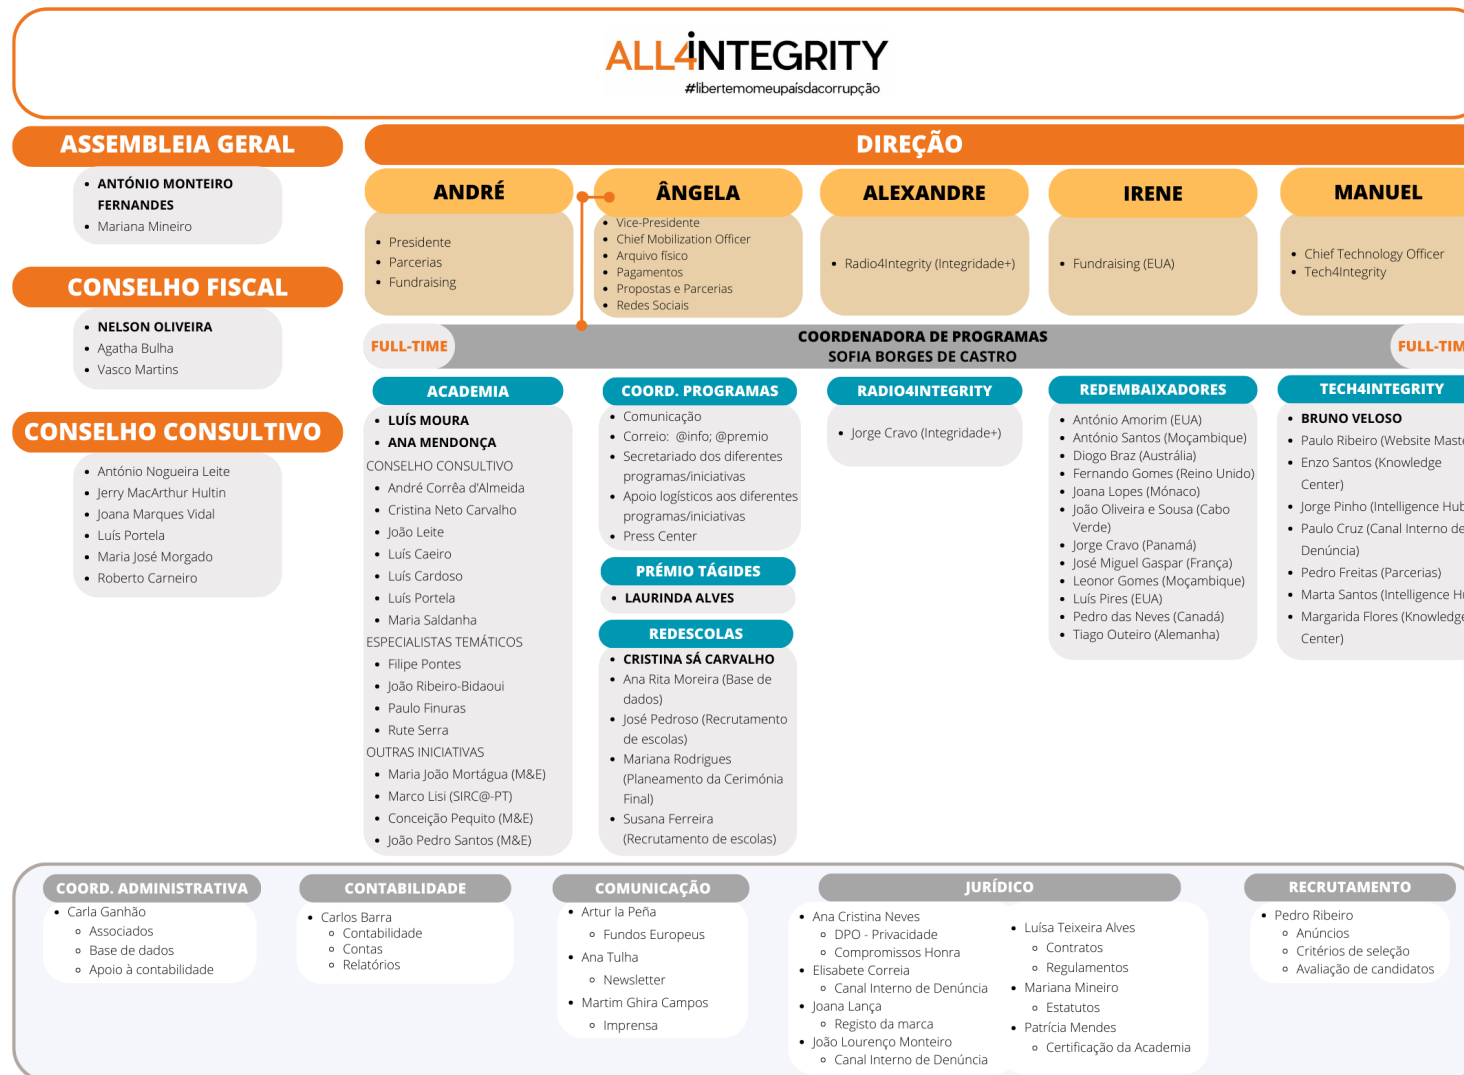 ALL4iNTEGRITY
#libertemomeupaísdacorrupção
ASSEMBLEIA GERAL
ANTÓNIO MONTEIRO
FERNANDES
Mariana Mineiro
CONSELHO FISCAL
NELSON OLIVEIRA
Agatha Bulha
Vasco Martins
CONSELHO CONSULTIVO
António Nogueira Leite
Jerry MacArthur Hultin
Joana Marques Vidal
Luís Portela
Maria José Morgado
Roberto Carneiro
DIREÇÃO
ANDRÉ
Presidente
Parcerias
Fundraising
ÂNGELA
Vice-Presidente
Chief Mobilization Officer
Arquivo físico
Pagamentos
Propostas e Parcerias
Redes Sociais
ALEXANDRE
Radio4Integrity (Integridade+)
IRENE
Fundraising (EUA)
MANUEL
Chief Technology Officer
Tech4Integrity
FULL-TIME
COORDENADORA DE PROGRAMAS
SOFIA BORGES DE CASTRO
FULL-TIM
ACADEMIA
LUÍS MOURA
ANA MENDONÇA
CONSELHO CONSULTIVO
André Corrêa d'Almeida
Cristina Neto Carvalho
João Leite
Luís Caeiro
Luís Cardoso
Luís Portela
Maria Saldanha
ESPECIALISTAS TEMÁTICOS
Filipe Pontes
João Ribeiro-Bidaoui
Paulo Finuras
Rute Serra
OUTRAS INICIATIVAS
Maria João Mortágua (M&E)
Marco Lisi (SIRC@-PT)
Conceição Pequito (M&E)
João Pedro Santos (M&E)
COORD. PROGRAMAS
Comunicação
Correio: @info; @premio
Secretariado dos diferentes
programas/iniciativas
Apoio logísticos aos diferentes
programas/iniciativas
Press Center
PRÉMIO TÁGIDES
LAURINDA ALVES
REDESCOLAS
CRISTINA SÁ CARVALHO
Ana Rita Moreira (Base de
dados)
José Pedroso (Recrutamento
de escolas)
Mariana Rodrigues
(Planeamento da Cerimónia
Final)
Susana Ferreira
(Recrutamento de escolas)
RADIO4INTEGRITY
Jorge Cravo (Integridade+)
REDEMBAIXADORES
António Amorim (EUA)
António Santos (Moçambique)
Diogo Braz (Austrália)
Fernando Gomes (Reino Unido)
Joana Lopes (Mónaco)
João Oliveira e Sousa (Cabo
Verde)
Jorge Cravo (Panamá)
José Miguel Gaspar (França)
Leonor Gomes (Moçambique)
Luís Pires (EUA)
Pedro das Neves (Canadá)
Tiago Outeiro (Alemanha)
TECH4INTEGRITY
BRUNO VELOSO
Paulo Ribeiro (Website Maste
Enzo Santos (Knowledge
Center)
Jorge Pinho (Intelligence Hub
Paulo Cruz (Canal Interno de
Denúncia)
Pedro Freitas (Parcerias)
Marta Santos (Intelligence Hu
Margarida Flores (Knowledge
Center)
COORD. ADMINISTRATIVA
Carla Ganhão
Associados
Base de dados
Apoio à contabilidade
CONTABILIDADE
Carlos Barra
Contabilidade
Contas
Relatórios
COMUNICAÇÃO
Artur la Peña
Fundos Europeus
Ana Tulha
Newsletter
Martim Ghira Campos
Imprensa
JURÍDICO
Ana Cristina Neves
DPO - Privacidade
Compromissos Honra
Elisabete Correia
Canal Interno de Denúncia
Joana Lança
Registo da marca
João Lourenço Monteiro
Canal Interno de Denúncia
Luísa Teixeira Alves
Contratos
Regulamentos
Mariana Mineiro
Estatutos
Patrícia Mendes
Certificação da Academia
RECRUTAMENTO
Pedro Ribeiro
Anúncios
Critérios de seleção
Avaliação de candidatos